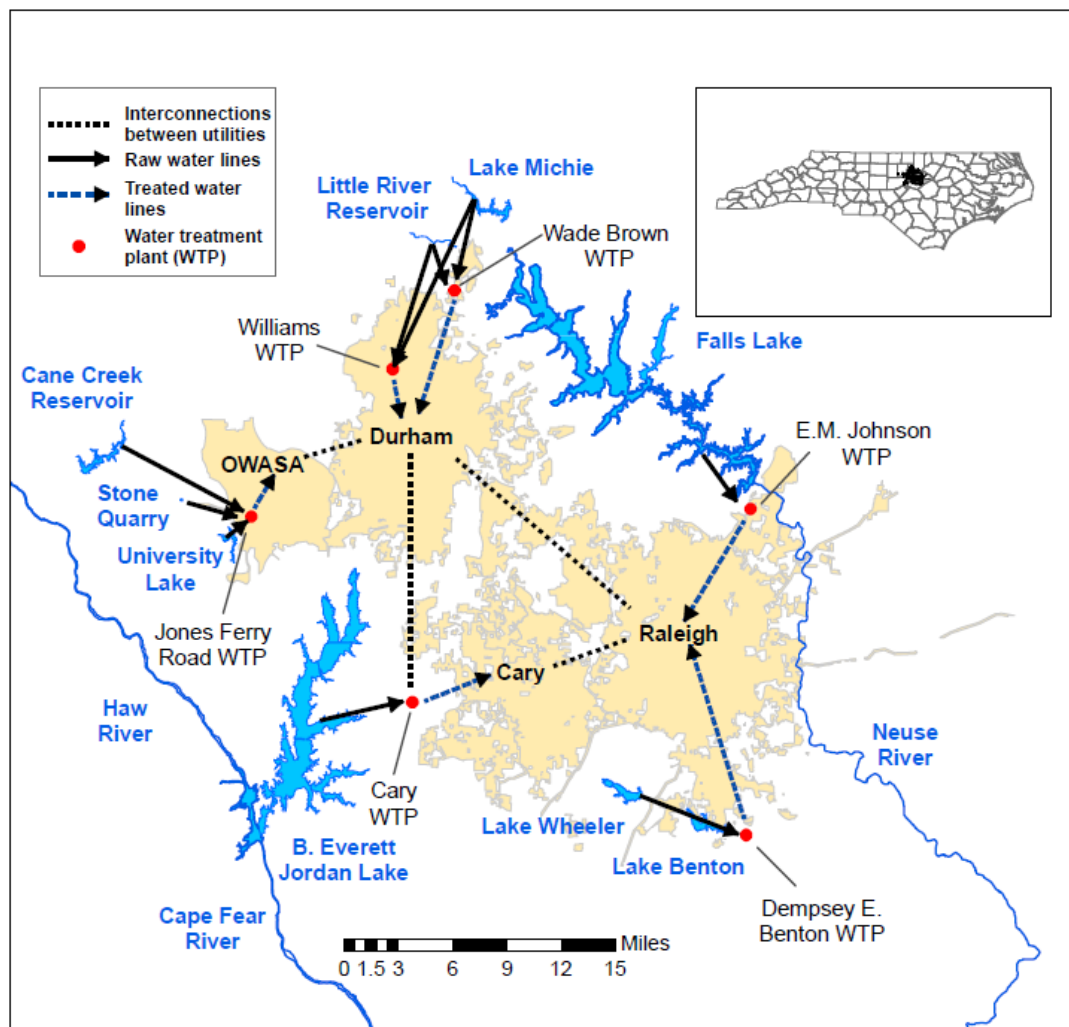 Interconnections
between utilities
Raw water lines
Treated water
lines
Water treatment
plant (WTP)
Lake Michie
Little River
Reservoir
Wade Brown
WTP
Williams
WTP
Falls Lake
Cane Creek
Reservoir
E.M. Johnson
WTP
Durham
OWASA
Stone
Quarry
University
Lake
Jones Ferry
Road WTP
Raleigh
Cary
Haw
River
Neuse
River
Cary
WTP
Lake Wheeler
B. Everett
Jordan Lake
Lake Benton
Cape Fear
River
Dempsey E.
Benton WTP
Miles
0 1.5 3 6 9 12 15